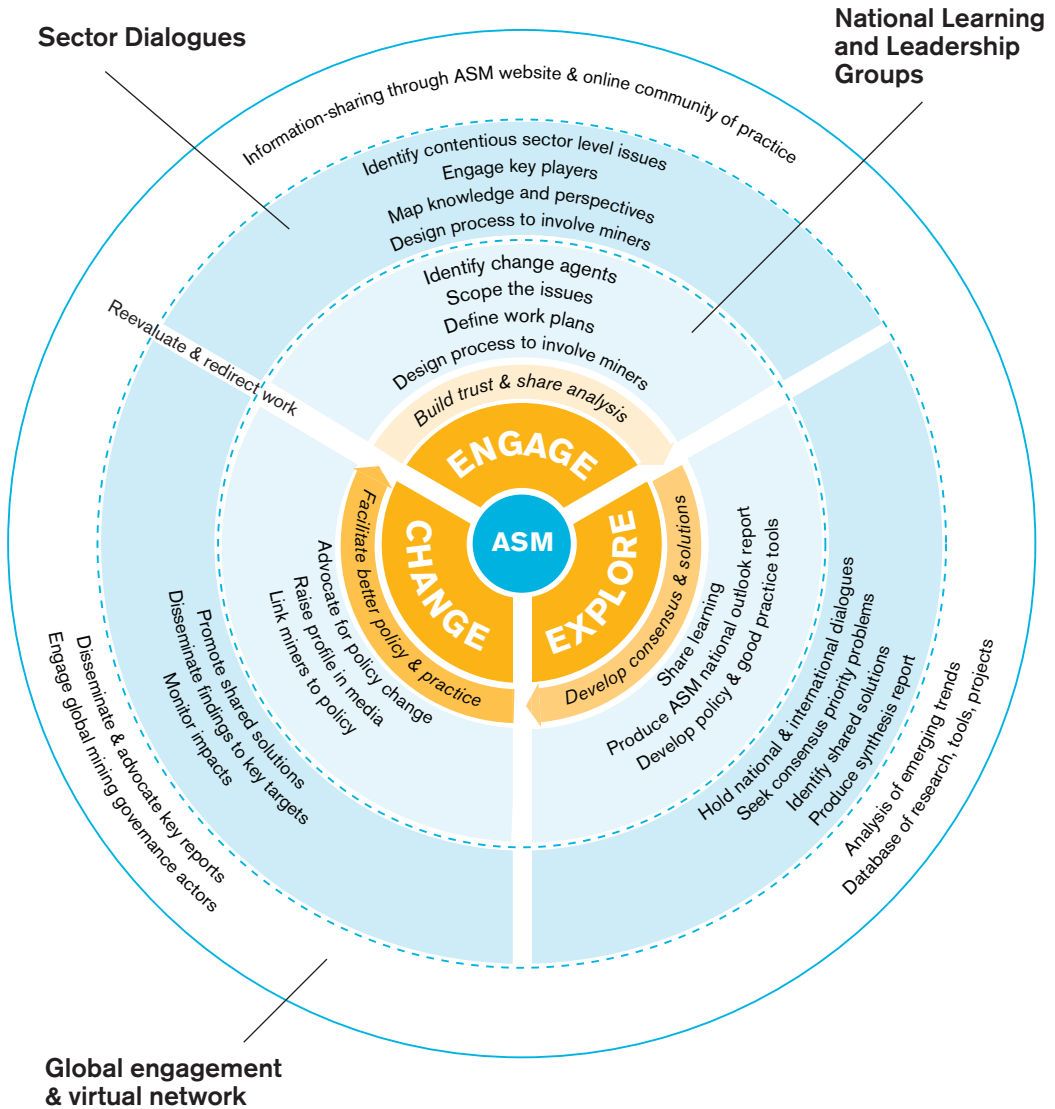 Sector Dialogues
National Learning
and Leadership
Groups
Information-sharing through ASM website & online community of practice
Identify contentious sector level issues
Engage key players
Map knowledge and perspectives
Design process to involve miners
Identify change agents
Scope the issues
Define work plans
Design process to involve miners
Build trust & share analysis
ENGAGE
Reevaluate & redirect work
ASM
EXPLORE
Develop consensus & solutions
Share learning
Produce ASM national outlook report
Develop policy & good practice tools
Hold national & international dialogues
Seek consensus priority problems
Identify shared solutions
Produce synthesis report
Analysis of emerging trends
Database of research, tools, projects
CHANGE
Facilitate better policy & practice
Advocate for policy change
Raise profile in media
Link miners to policy
Promote shared solutions
Disseminate findings to key targets
Monitor impacts
Disseminate & advocate key reports
Engage global mining governance actors
Global engagement
& virtual network